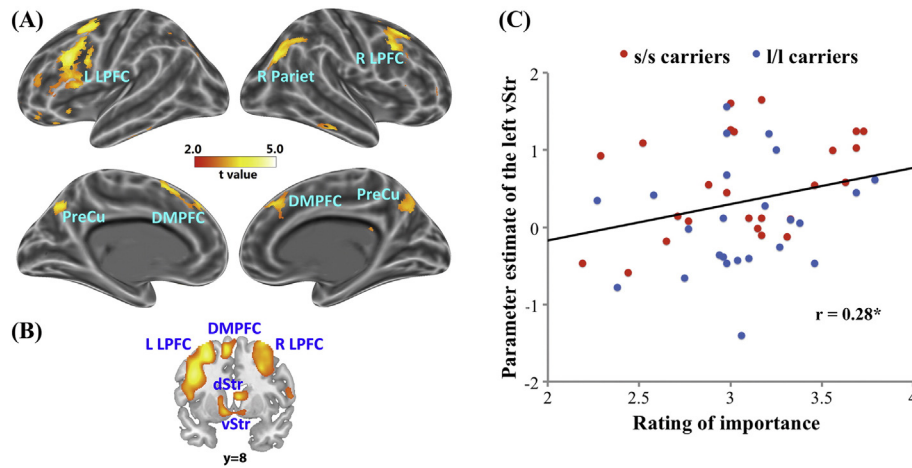 (A)
L LPFC
R Pariet
R LPFC
2.0 5.0
t value
PreCu
DMPFC
DMPFC
PreCu
(B)
DMPFC
L LPFC
R LPFC
dStr
vStr
y=8
(C)
s/s carriers
l/l carriers
Parameter estimate of the left vStr
2
1
0
-1
-2
r = 0.28*
2 2.5 3 3.5 4
Rating of importance